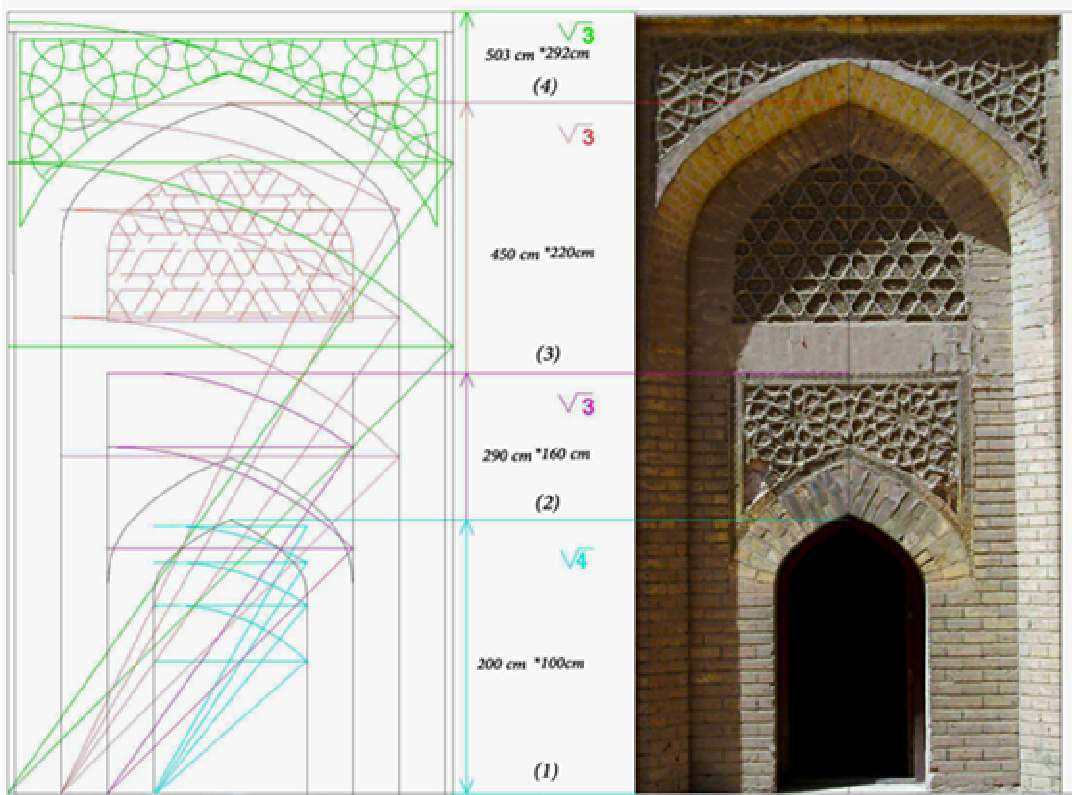 √3
503 cm *292cm
(4)
√3
450 cm *220cm
(3)
√3
290 cm *160 cm
(2)
√4
200 cm *100cm
(1)